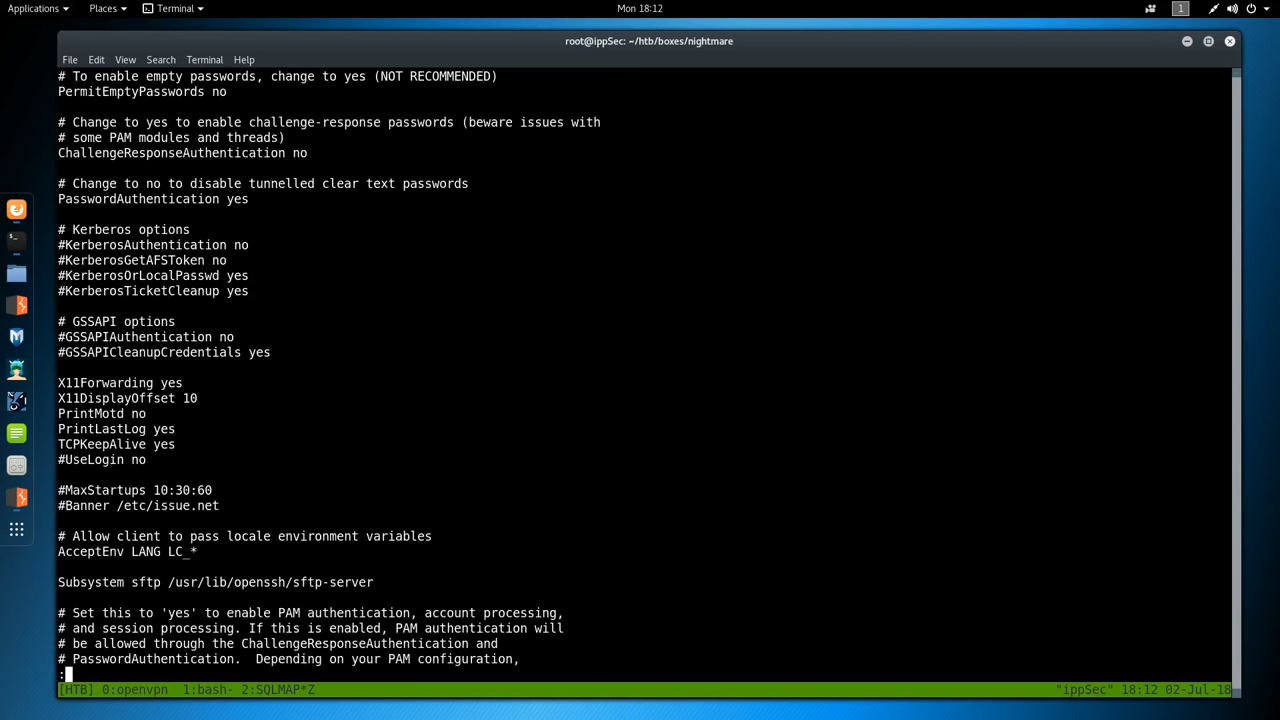 Applications Places Terminal Mon 18:12 1
root@ippSec: ~/htb/boxes/nightmare
File Edit View Search Terminal Help
# To enable empty passwords, change to yes (NOT RECOMMENDED)
PermitEmptyPasswords no
# Change to yes to enable challenge-response passwords (beware issues with
# some PAM modules and threads)
ChallengeResponseAuthentication no
# Change to no to disable tunnelled clear text passwords
PasswordAuthentication yes
# Kerberos options
#KerberosAuthentication no
#KerberosGetAFSToken no
#KerberosOrLocalPasswd yes
#KerberosTicketCleanup yes
# GSSAPI options
#GSSAPIAuthentication no
#GSSAPICleanupCredentials yes
X11Forwarding yes
X11DisplayOffset 10
PrintMotd no
PrintLastLog yes
TCPKeepAlive yes
#UseLogin no
#MaxStartups 10:30:60
#Banner /etc/issue.net
# Allow client to pass locale environment variables
AcceptEnv LANG LC_*
Subsystem sftp /usr/lib/openssh/sftp-server
# Set this to 'yes' to enable PAM authentication, account processing,
# and session processing. If this is enabled, PAM authentication will
# be allowed through the ChallengeResponseAuthentication and
# PasswordAuthentication.  Depending on your PAM configuration,
:
[HTB] 0:openvpn  1:bash- 2:SQLMAP*Z "ippSec" 18:12 02-Jul-18